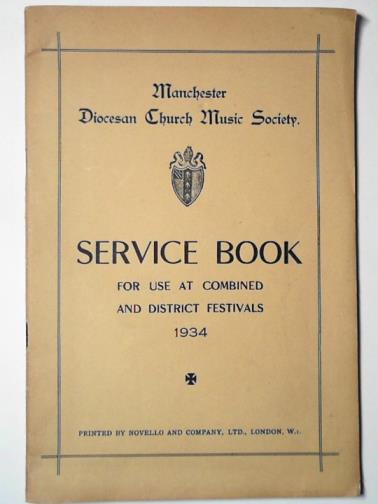 Manchester
Diocesan Church Music Society.
SERVICE BOOK
FOR USE AT COMBINED
AND DISTRICT FESTIVALS
1934
PRINTED BY NOVELLO AND COMPANY, LTD., LONDON, W.1.